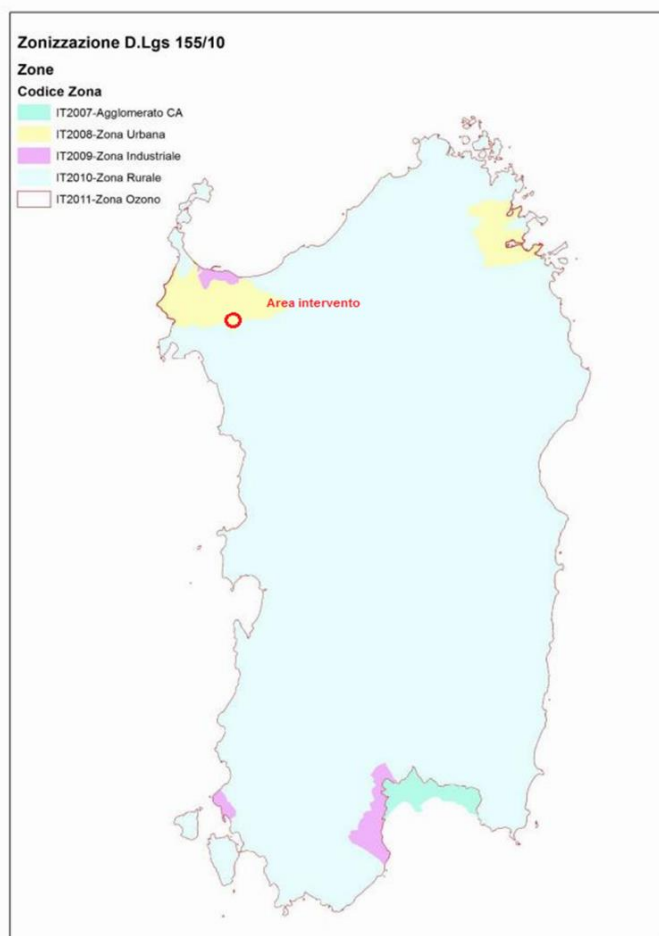 Zonizzazione D.Lgs 155/10
Zone
Codice Zona
IT2007-Agglomerato CA
IT2008-Zona Urbana
IT2009-Zona Industriale
IT2010-Zona Rurale
IT2011-Zona Ozono
Area intervento